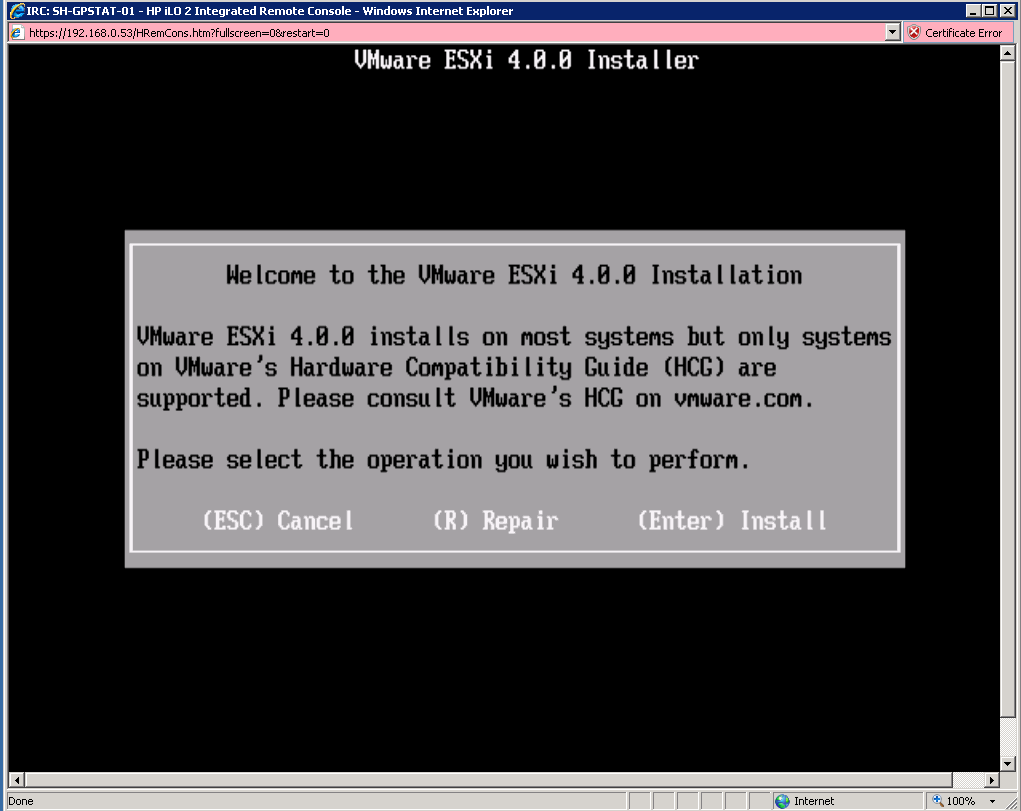 IRC: SH-GPSTAT-01 - HP iLO 2 Integrated Remote Console - Windows Internet Explorer
https://192.168.0.53/HRemCons.htm?fullscreen=0&restart=0
Certificate Error
VMware ESXi 4.0.0 Installer
Welcome to the VMware ESXi 4.0.0 Installation
VMware ESXi 4.0.0 installs on most systems but only systems
on VMware's Hardware Compatibility Guide (HCG) are
supported. Please consult VMware's HCG on vmware.com.
Please select the operation you wish to perform.
(ESC) Cancel (R) Repair (Enter) Install
Done Internet 100%